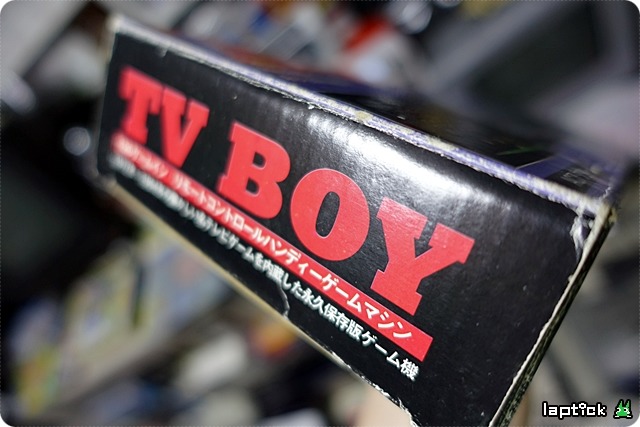 TV BOY
リモートコントロールハンディーゲームマシン
テレビゲームを内蔵した永久保存版ゲーム機
laptick